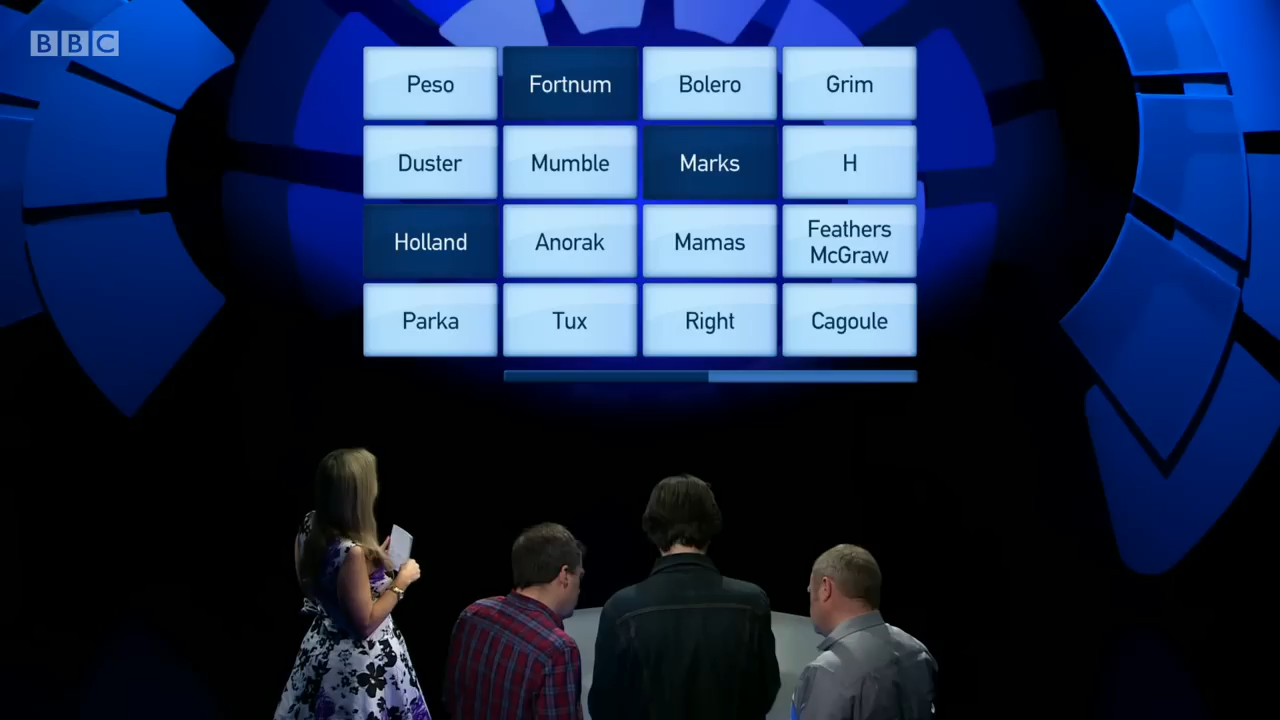 BBC
Peso
Fortnum
Bolero
Grim
Duster
Mumble
Marks
H
Holland
Anorak
Mamas
Feathers
McGraw
Parka
Tux
Right
Cagoule